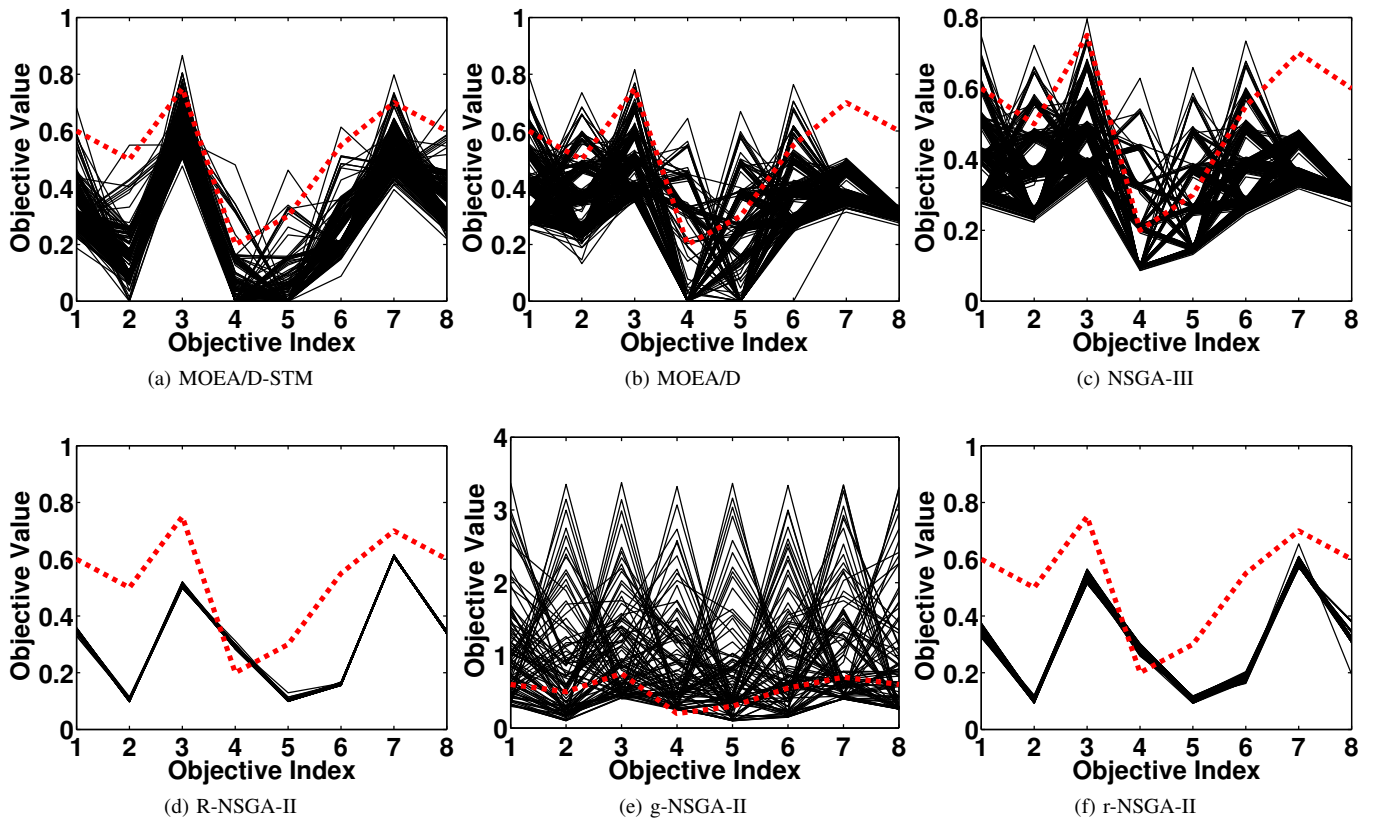 1
0.8
0.6
0.4
0.2
0
Objective Value
1 2 3 4 5 6 7 8
Objective Index
(a) MOEA/D-STM
1
0.8
0.6
0.4
0.2
0
Objective Value
1 2 3 4 5 6 7 8
Objective Index
(b) MOEA/D
0.8
0.6
0.4
0.2
0
Objective Value
1 2 3 4 5 6 7 8
Objective Index
(c) NSGA-III
1
0.8
0.6
0.4
0.2
0
Objective Value
1 2 3 4 5 6 7 8
Objective Index
(d) R-NSGA-II
4
3
2
1
0
Objective Value
1 2 3 4 5 6 7 8
Objective Index
(e) g-NSGA-II
1
0.8
0.6
0.4
0.2
0
Objective Value
1 2 3 4 5 6 7 8
Objective Index
(f) r-NSGA-II